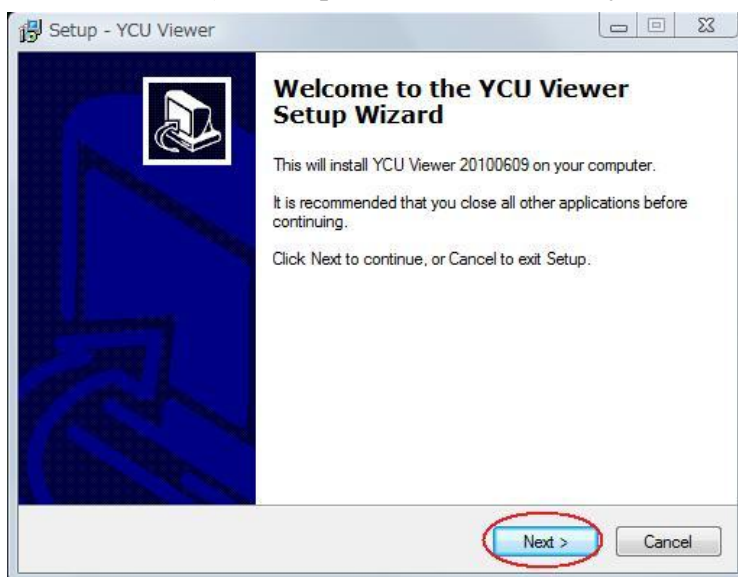 Setup - YCU Viewer
Welcome to the YCU Viewer
Setup Wizard
This will install YCU Viewer 20100609 on your computer.
It is recommended that you close all other applications before
continuing.
Click Next to continue, or Cancel to exit Setup.
Next >
Cancel